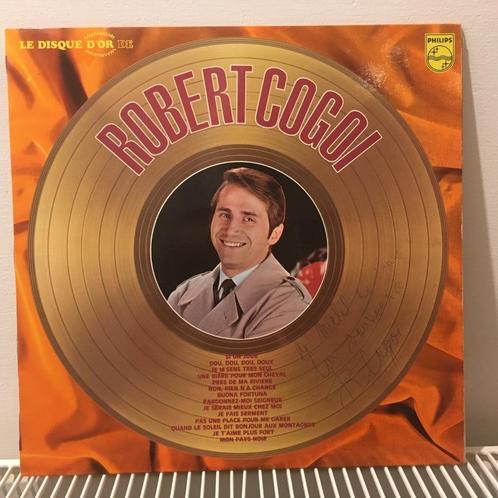 LE DISQUE D'OR DE
PHILIPS
ROBERT COGOI
SI UN JOUR
DOU, DOU, DOU, DOUX
JE M'SENS TRES SEUL
UNE BIERE POUR MON CHEVAL
PRES DE MA RIVIERE
NON, RIEN N'A CHANGE
BUONA FORTUNA
PARDONNEZ-MOI SEIGNEUR
JE SERAIS MIEUX CHEZ MOI
JE FAIS SERMENT
PAS UNE PLACE POUR ME GARER
QUAND LE SOLEIL DIT BONJOUR AUX MONTAGNES
JE T'AIME PLUS FORT
MON PAYS NOIR